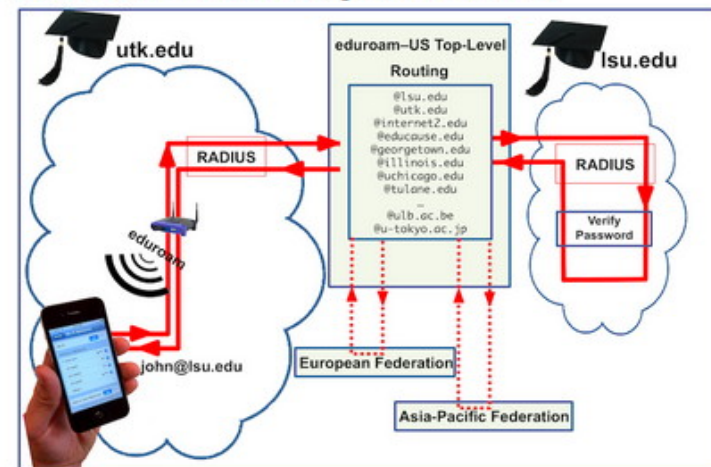 utk.edu
eduroam–US Top-Level
Routing
@lsu.edu
@utk.edu
@internet2.edu
@educause.edu
@georgetown.edu
@illinois.edu
@uchicago.edu
@tulane.edu
…
@ulb.ac.be
@u-tokyo.ac.jp
lsu.edu
RADIUS
RADIUS
Verify
Password
eduroam
john@lsu.edu
European Federation
Asia-Pacific Federation